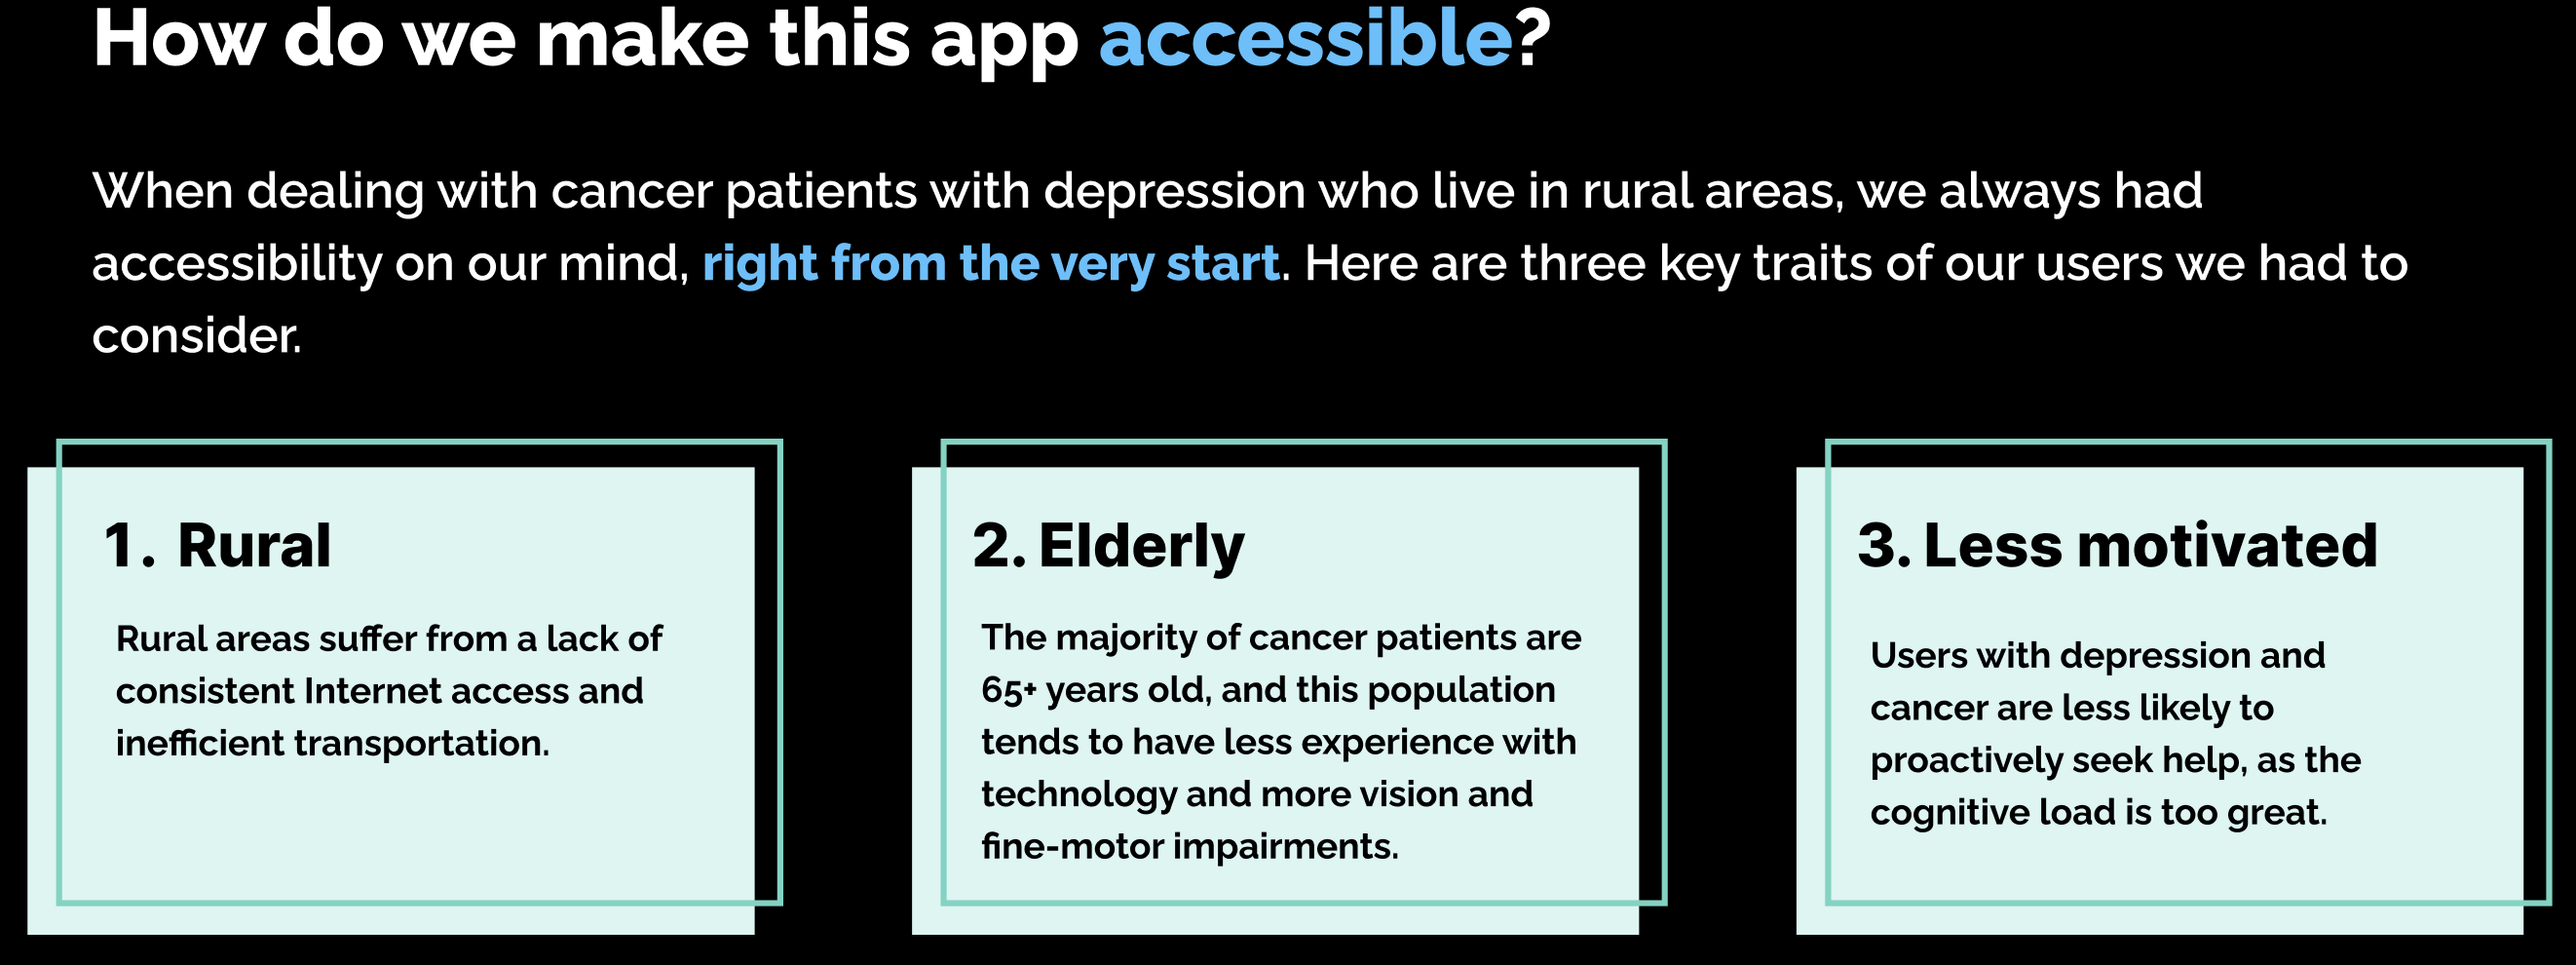 How do we make this app accessible?
When dealing with cancer patients with depression who live in rural areas, we always had
accessibility on our mind, right from the very start. Here are three key traits of our users we had to
consider.
1. Rural
Rural areas suffer from a lack of
consistent Internet access and
inefficient transportation.
2. Elderly
The majority of cancer patients are
65+ years old, and this population
tends to have less experience with
technology and more vision and
fine-motor impairments.
3. Less motivated
Users with depression and
cancer are less likely to
proactively seek help, as the
cognitive load is too great.